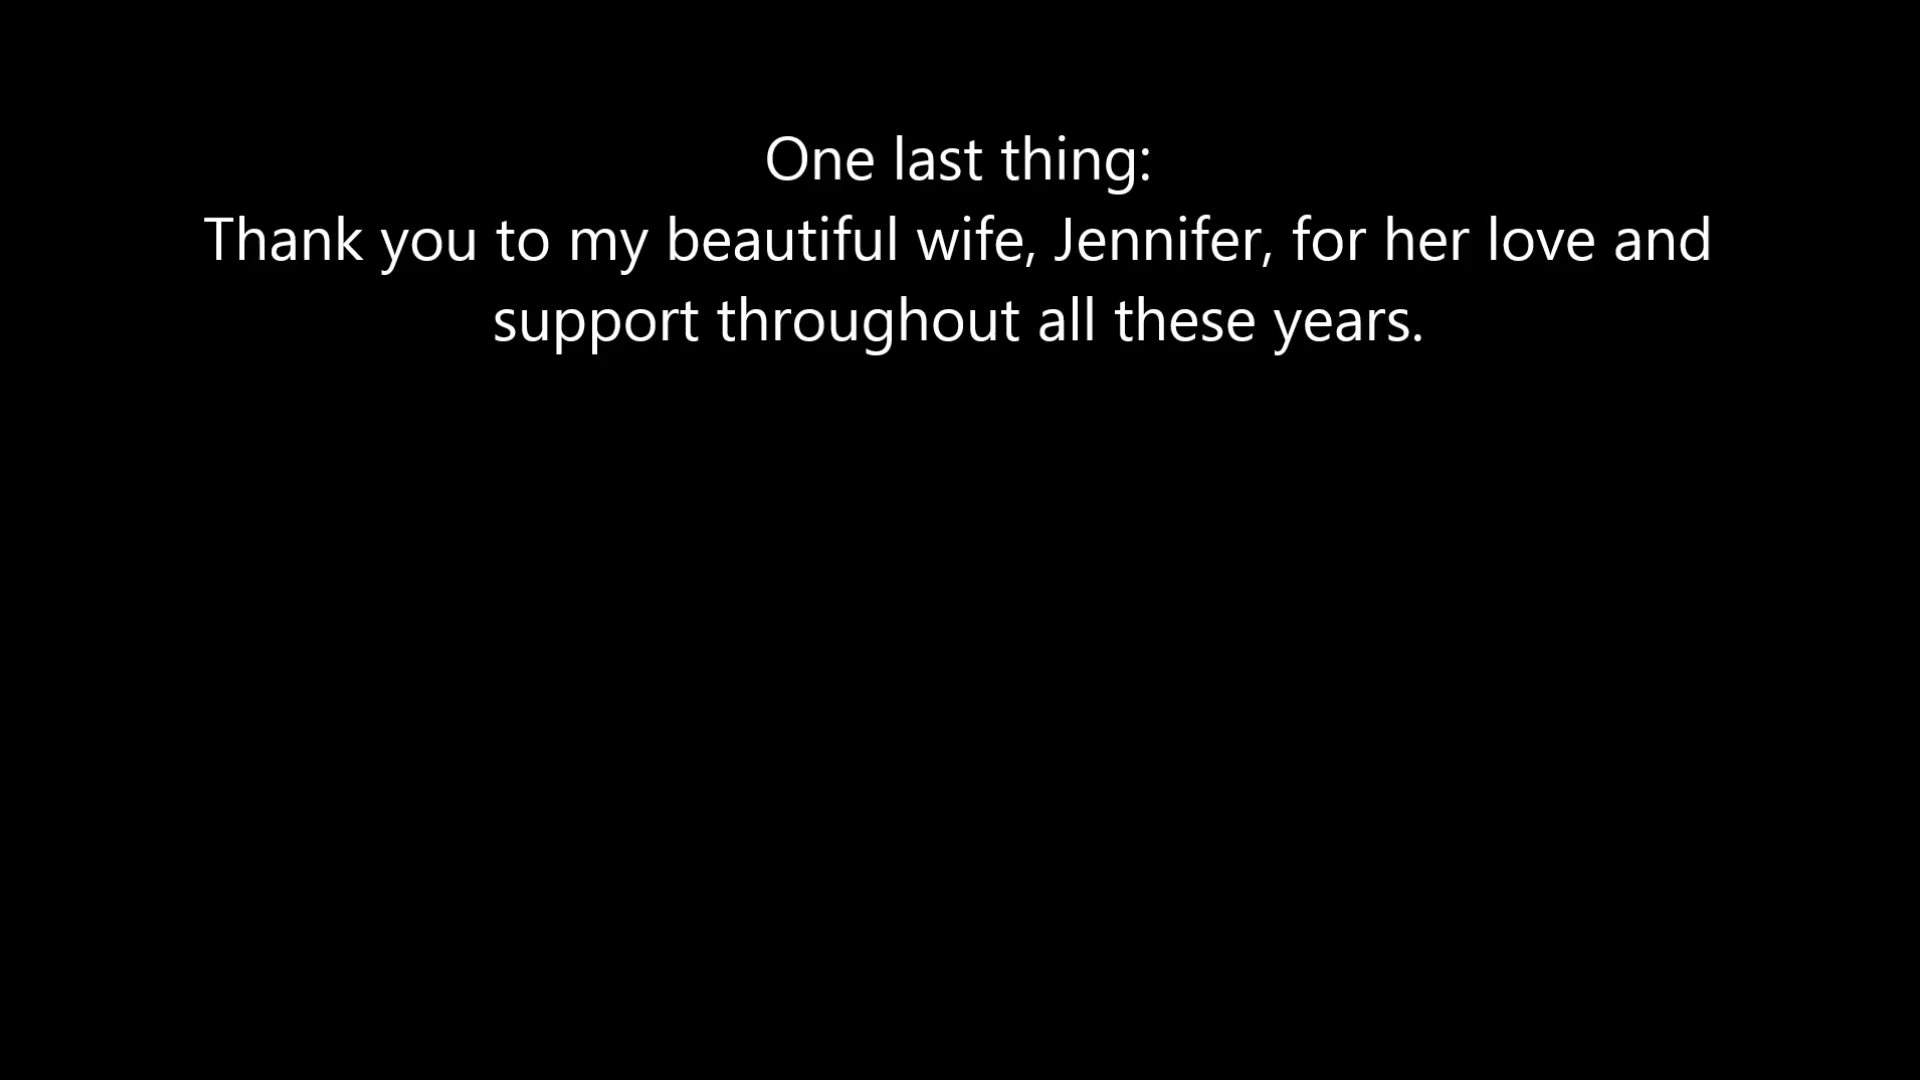 One last thing:
Thank you to my beautiful wife, Jennifer, for her love and
support throughout all these years.